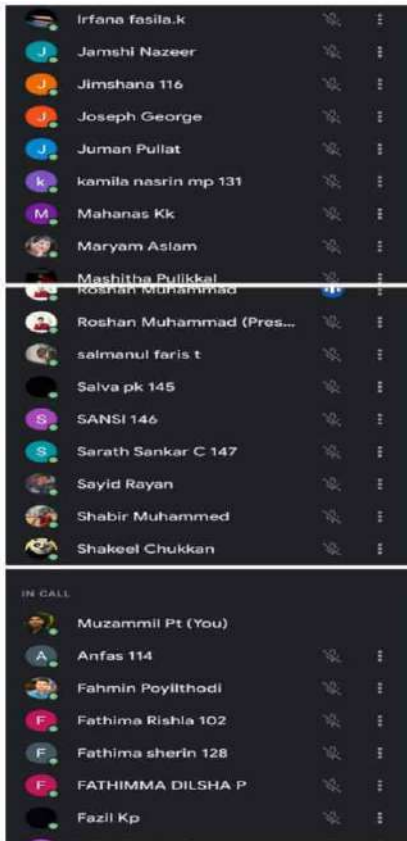 Irfana fasila.k
J Jamshi Nazeer
J Jimshana 116
J Joseph George
J Juman Pullat
k kamila nasrin mp 131
M Mahanas Kk
Maryam Aslam
Mashitha Pulikkal
Roshan Muhammad
Roshan Muhammad (Pres...
salmanul faris t
Salva pk 145
S SANSI 146
S Sarath Sankar C 147
Sayid Rayan
Shabir Muhammed
Shakeel Chukkan
IN CALL
Muzammil Pt (You)
A Anfas 114
Fahmin Poyilthodi
F Fathima Rishla 102
F Fathima sherin 128
F FATHIMMA DILSHA P
Fazil Kp